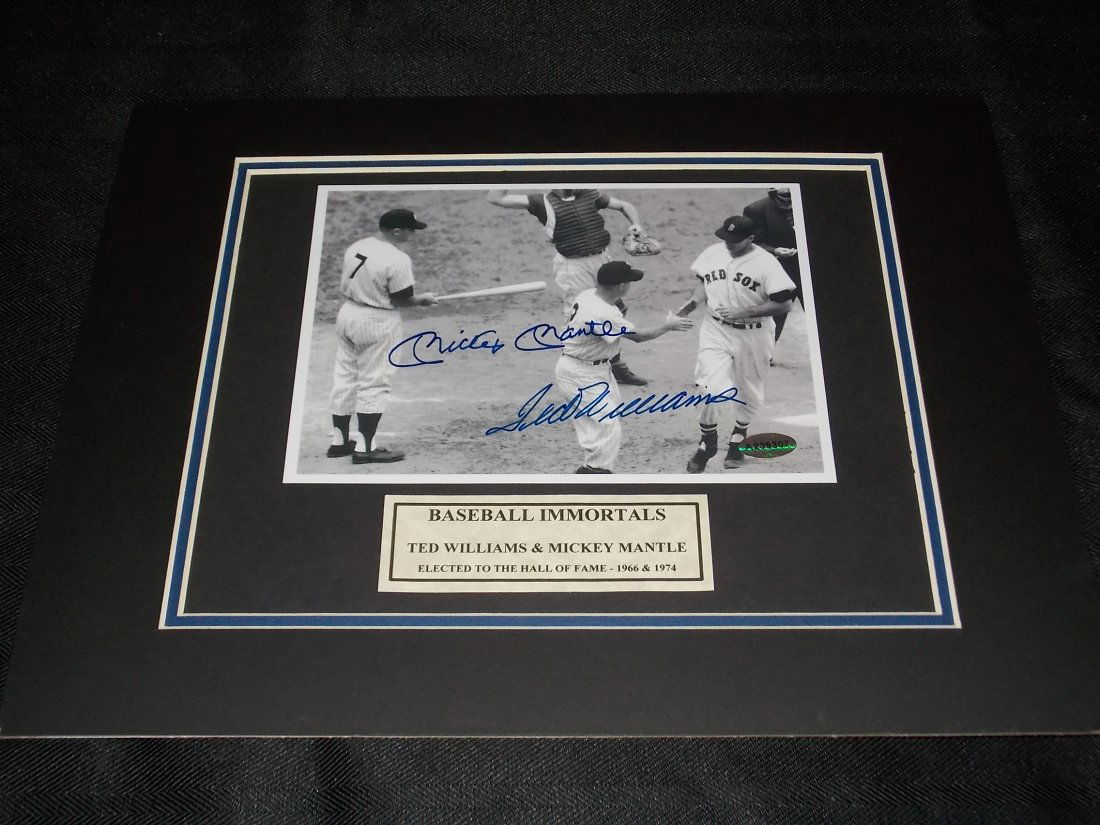 7
RED SOX
Mickey Mantle
Ted Williams
BASEBALL IMMORTALS
TED WILLIAMS & MICKEY MANTLE
ELECTED TO THE HALL OF FAME - 1966 & 1974